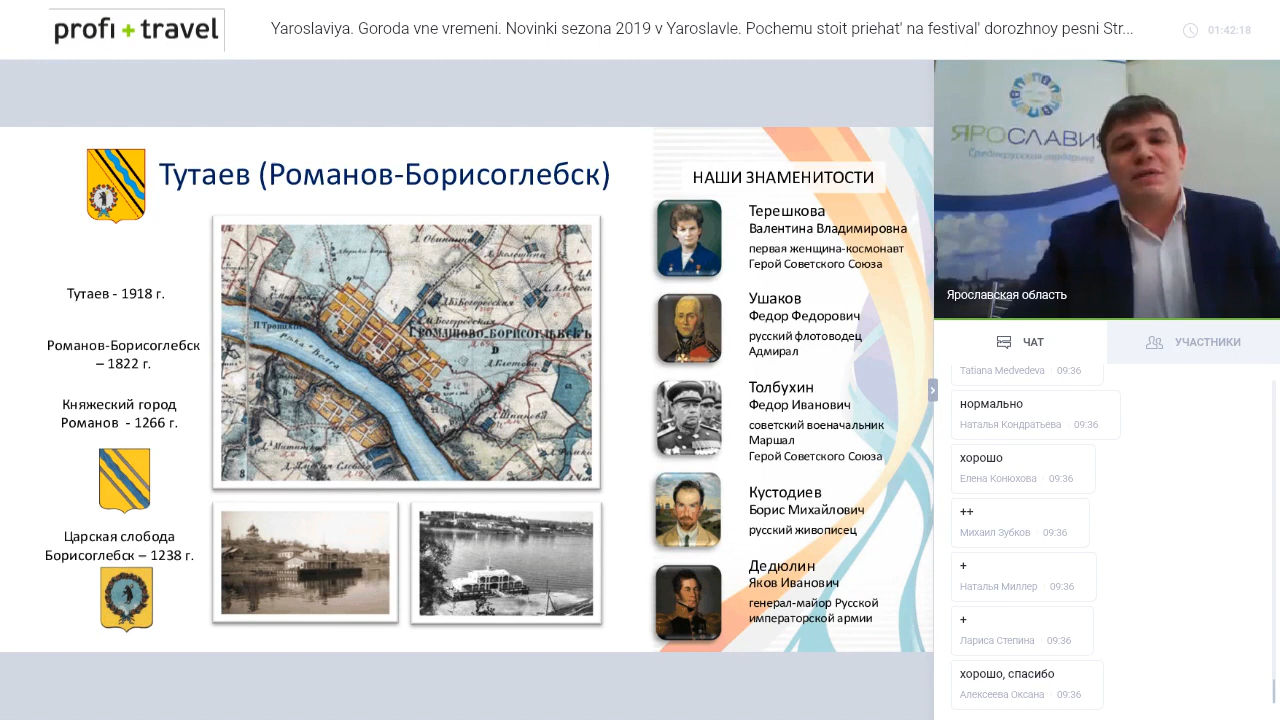 profi + travel
Yaroslaviya. Goroda vne vremeni. Novinki sezona 2019 v Yaroslavle. Pochemu stoit priehat' na festival' dorozhnoy pesni Str...
01:42:18
Тутаев (Романов-Борисоглебск)
Тутаев - 1918 г.
Романов-Борисоглебск
– 1822 г.
Княжеский город
Романов - 1266 г.
Царская слобода
Борисоглебск – 1238 г.
РОМАНОВО-БОРИСОГЛѢБСКЪ
НАШИ ЗНАМЕНИТОСТИ
Терешкова
Валентина Владимировна
первая женщина-космонавт
Герой Советского Союза
Ушаков
Федор Федорович
русский флотоводец
Адмирал
Толбухин
Федор Иванович
советский военачальник
Маршал
Герой Советского Союза
Кустодиев
Борис Михайлович
русский живописец
Дедюлин
Яков Иванович
генерал-майор Русской
императорской армии
ЯРОСЛАВИЯ
Ярославская область
ЧАТ
УЧАСТНИКИ
Tatiana Medvedeva · 09:36
нормально
Наталья Кондратьева · 09:36
хорошо
Елена Конюхова · 09:36
++
Михаил Зубков · 09:36
+
Наталья Миллер · 09:36
+
Лариса Степина · 09:36
хорошо, спасибо
Алексеева Оксана · 09:36